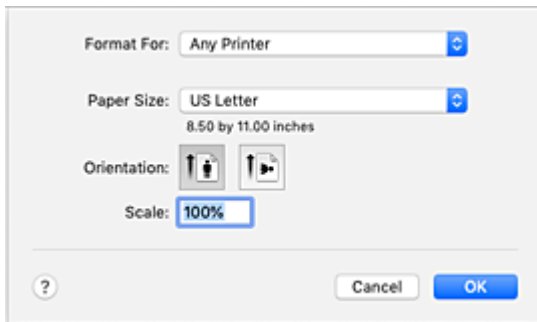 Format For: Any Printer
Paper Size: US Letter
8.50 by 11.00 inches
Orientation:
Scale: 100%
? Cancel OK